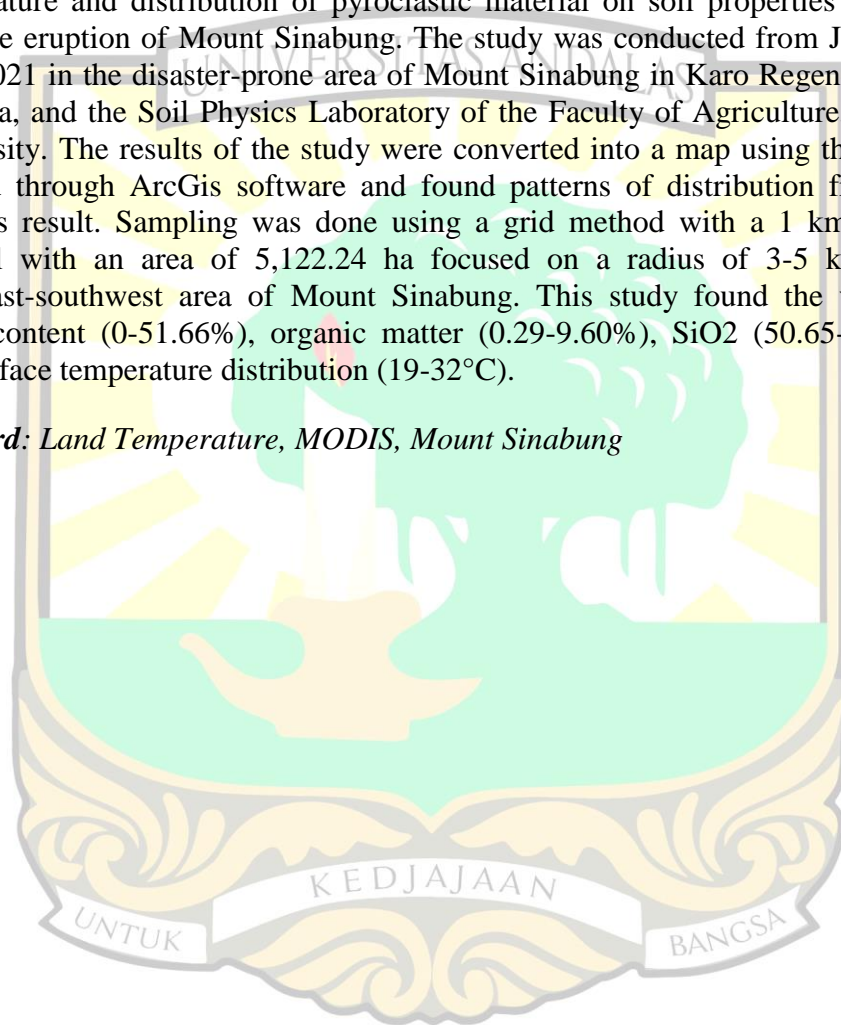 ature and distribution of pyroclastic material on soil properties
e eruption of Mount Sinabung. The study was conducted from J
021 in the disaster-prone area of Mount Sinabung in Karo Regen
a, and the Soil Physics Laboratory of the Faculty of Agriculture
sity. The results of the study were converted into a map using th
through ArcGis software and found patterns of distribution f
s result. Sampling was done using a grid method with a 1 km
l with an area of 5,122.24 ha focused on a radius of 3-5 k
ast-southwest area of Mount Sinabung. This study found the
content (0-51.66%), organic matter (0.29-9.60%), SiO2 (50.65-
face temperature distribution (19-32°C).
rd: Land Temperature, MODIS, Mount Sinabung
UNIVERSITAS ANDALAS
UNTUK
KEDJAJAAN
BANGSA